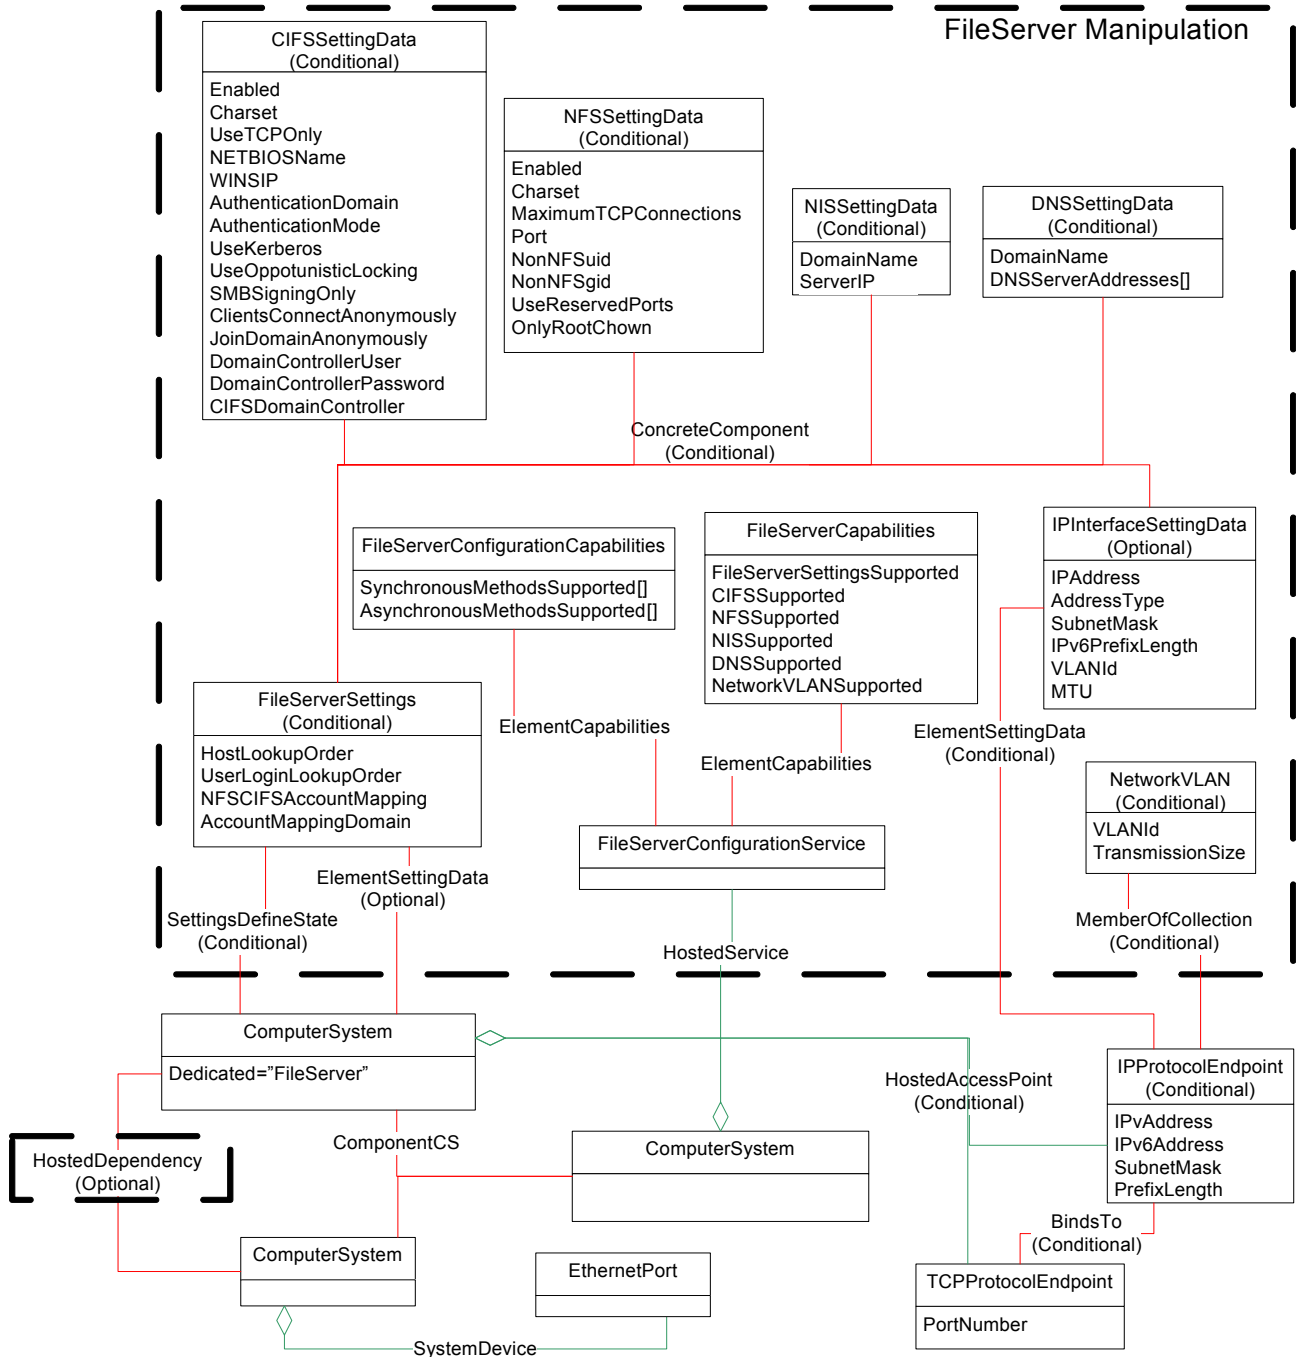 FileServer Manipulation
CIFSSettingData
(Conditional)
Enabled
Charset
UseTCPOnly
NETBIOSName
WINSIP
AuthenticationDomain
AuthenticationMode
UseKerberos
UseOppotunisticLocking
SMBSigningOnly
ClientsConnectAnonymously
JoinDomainAnonymously
DomainControllerUser
DomainControllerPassword
CIFSDomainController
NFSSettingData
(Conditional)
Enabled
Charset
MaximumTCPConnections
Port
NonNFSuid
NonNFSgid
UseReservedPorts
OnlyRootChown
NISSettingData
(Conditional)
DomainName
ServerIP
DNSSettingData
(Conditional)
DomainName
DNSServerAddresses[]
ConcreteComponent
(Conditional)
FileServerConfigurationCapabilities
SynchronousMethodsSupported[]
AsynchronousMethodsSupported[]
FileServerCapabilities
FileServerSettingsSupported
CIFSSupported
NFSSupported
NISSupported
DNSSupported
NetworkVLANSupported
IPInterfaceSettingData
(Optional)
IPAddress
AddressType
SubnetMask
IPv6PrefixLength
VLANId
MTU
FileServerSettings
(Conditional)
HostLookupOrder
UserLoginLookupOrder
NFSCIFSAccountMapping
AccountMappingDomain
ElementCapabilities
ElementCapabilities
ElementSettingData
(Conditional)
NetworkVLAN
(Conditional)
VLANId
TransmissionSize
FileServerConfigurationService
ElementSettingData
(Optional)
SettingsDefineState
(Conditional)
HostedService
MemberOfCollection
(Conditional)
ComputerSystem
Dedicated=”FileServer”
HostedAccessPoint
(Conditional)
IPProtocolEndpoint
(Conditional)
IPvAddress
IPv6Address
SubnetMask
PrefixLength
ComponentCS
ComputerSystem
HostedDependency
(Optional)
BindsTo
(Conditional)
ComputerSystem
EthernetPort
TCPProtocolEndpoint
PortNumber
SystemDevice